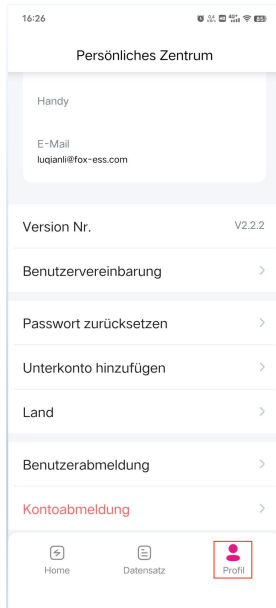 16:26
Persönliches Zentrum
Handy
E-Mail
luqianli@fox-ess.com
Version Nr. V2.2.2
Benutzervereinbarung
Passwort zurücksetzen
Unterkonto hinzufügen
Land
Benutzerabmeldung
Kontoabmeldung
Home Datensatz Profil